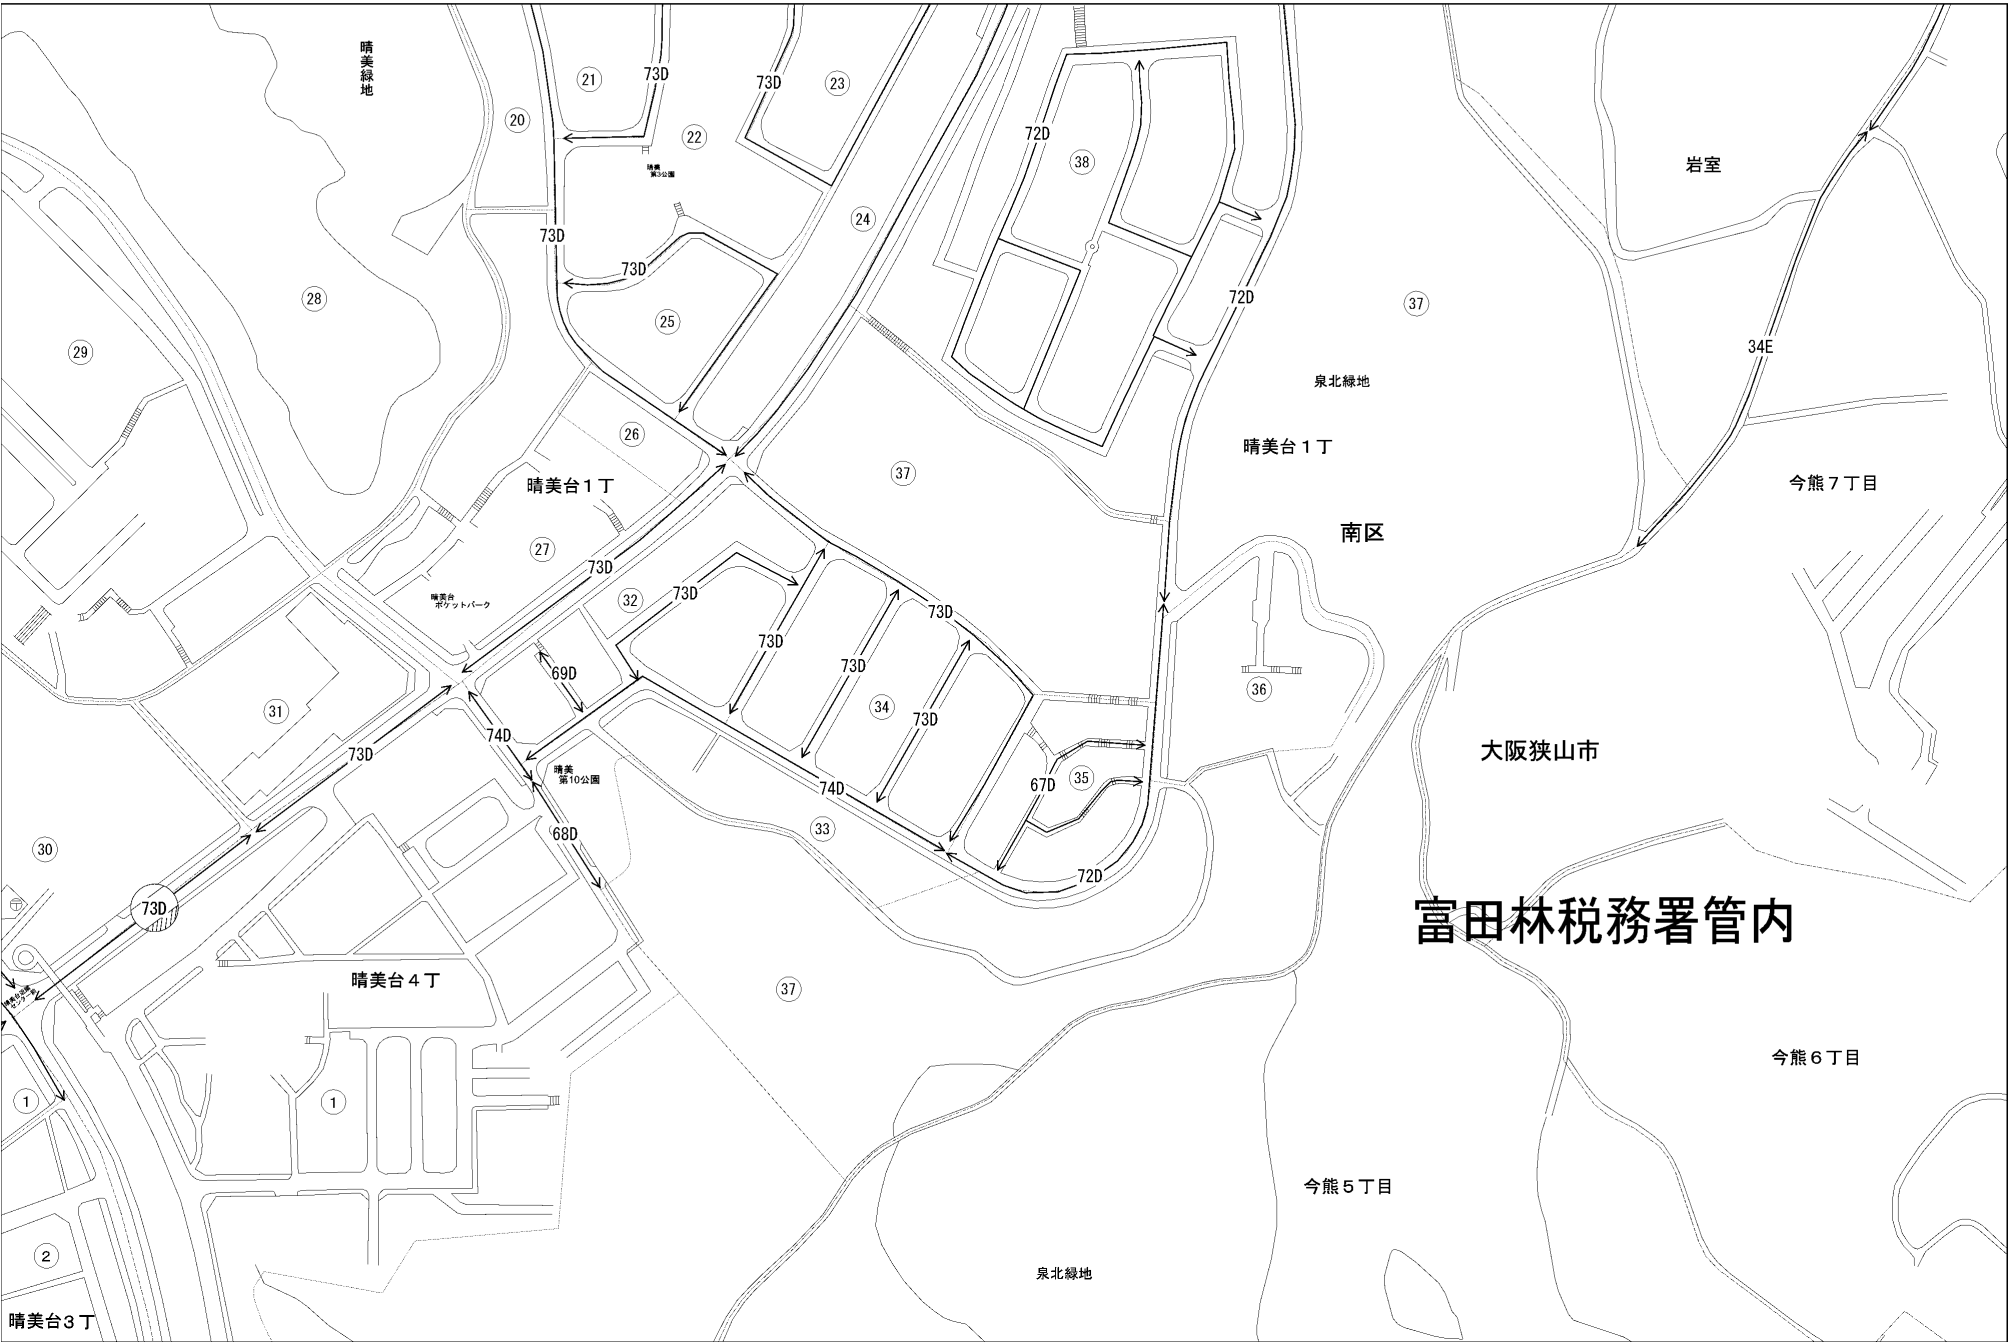 晴美緑地
21
73D
73D
23
20
22
晴美
第3公園
72D
38
岩室
24
73D
73D
28
25
72D
37
29
34E
泉北緑地
26
晴美台1丁
37
晴美台1丁
今熊7丁目
南区
27
73D
晴美台
ポケットパーク
32
73D
73D
73D
73D
69D
36
31
34
73D
74D
73D
大阪狭山市
晴美
第10公園
35
67D
74D
33
68D
30
72D
73D
富田林税務署管内
晴美台4丁
37
今熊6丁目
1
1
今熊5丁目
2
泉北緑地
晴美台3丁